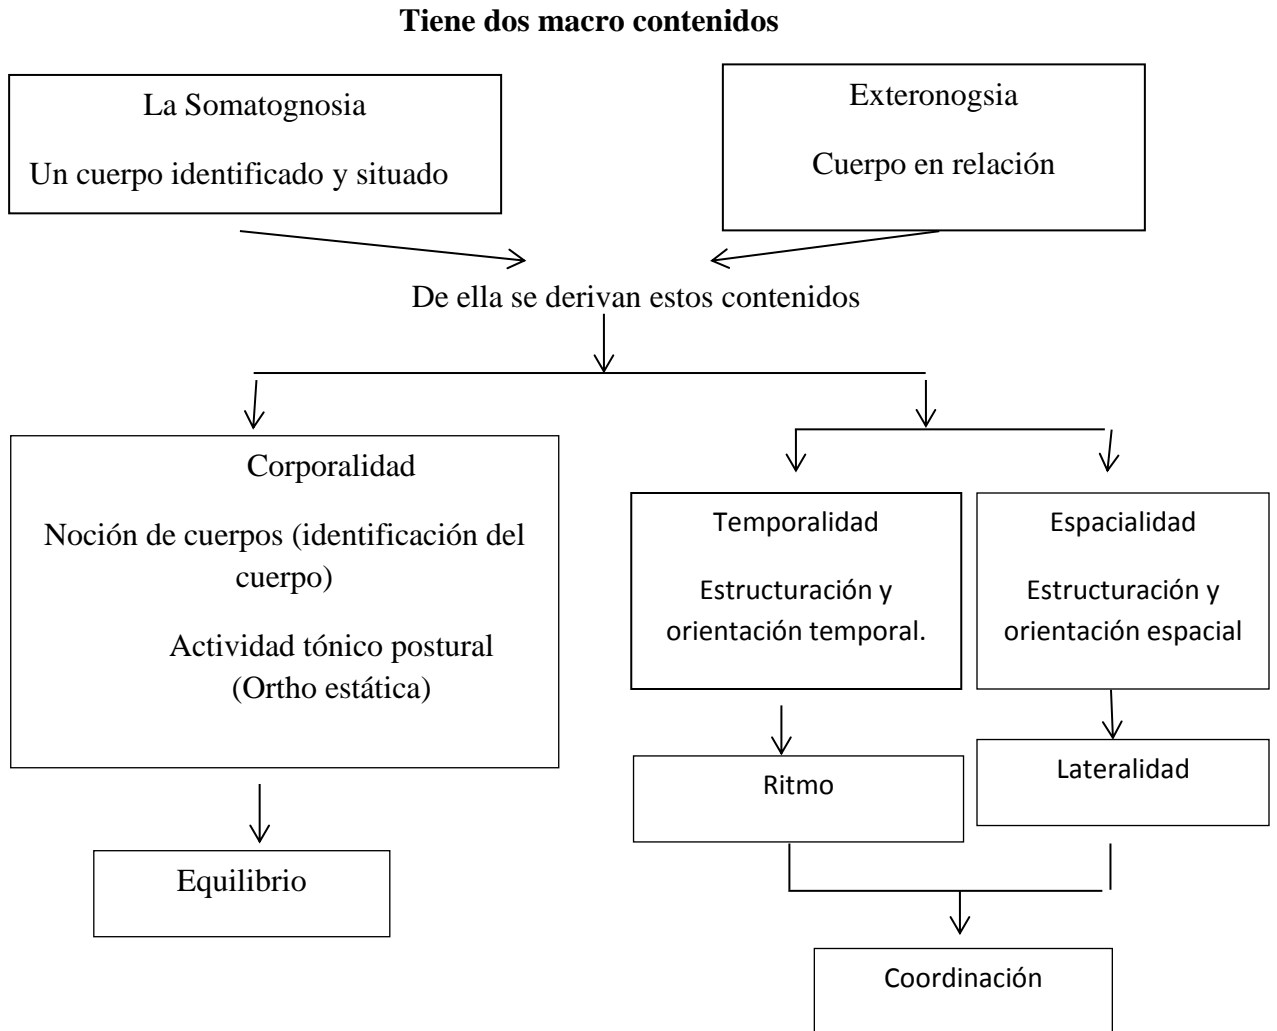 Tiene dos macro contenidos
La Somatognosia
Un cuerpo identificado y situado
Exteronogsia
Cuerpo en relación
De ella se derivan estos contenidos
Corporalidad
Noción de cuerpos (identificación del
cuerpo)
Actividad tónico postural
(Ortho estática)
Temporalidad
Estructuración y
orientación temporal.
Espacialidad
Estructuración y
orientación espacial
Ritmo
Lateralidad
Equilibrio
Coordinación